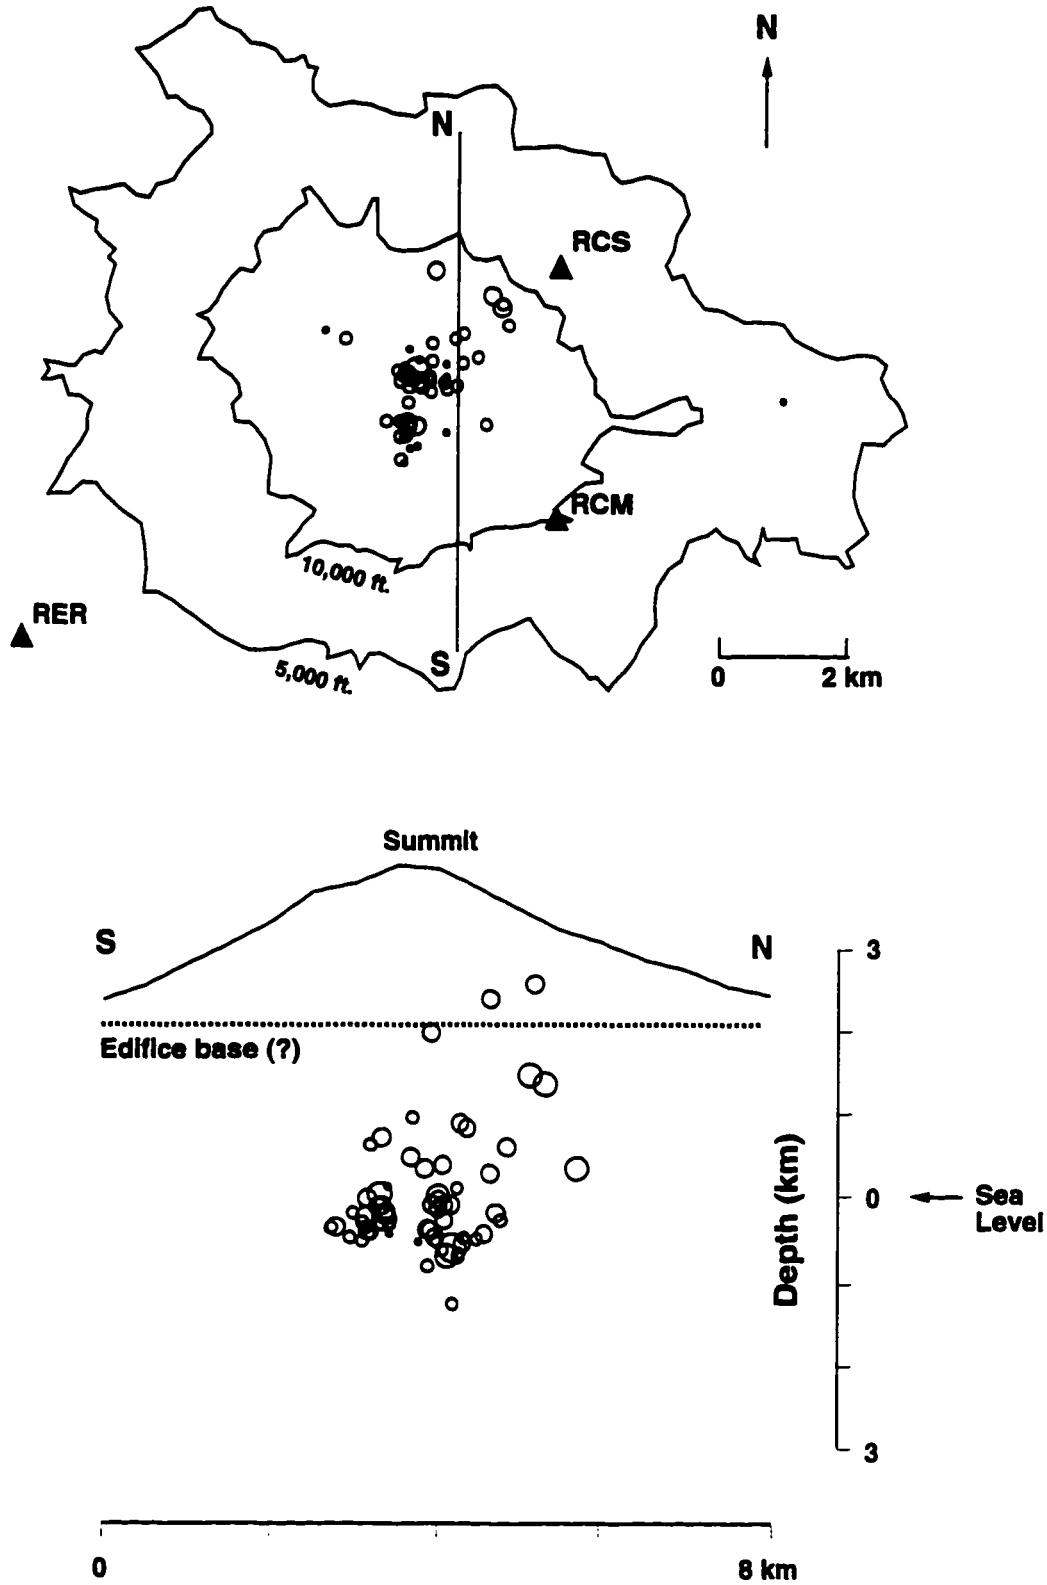 N
N
RCS
RCM
10,000 ft.
RER
S
5,000 ft.
0 2 km
Summit
S N
3
Edifice base (?)
Depth (km)
0
Sea
Level
3
0 8 km